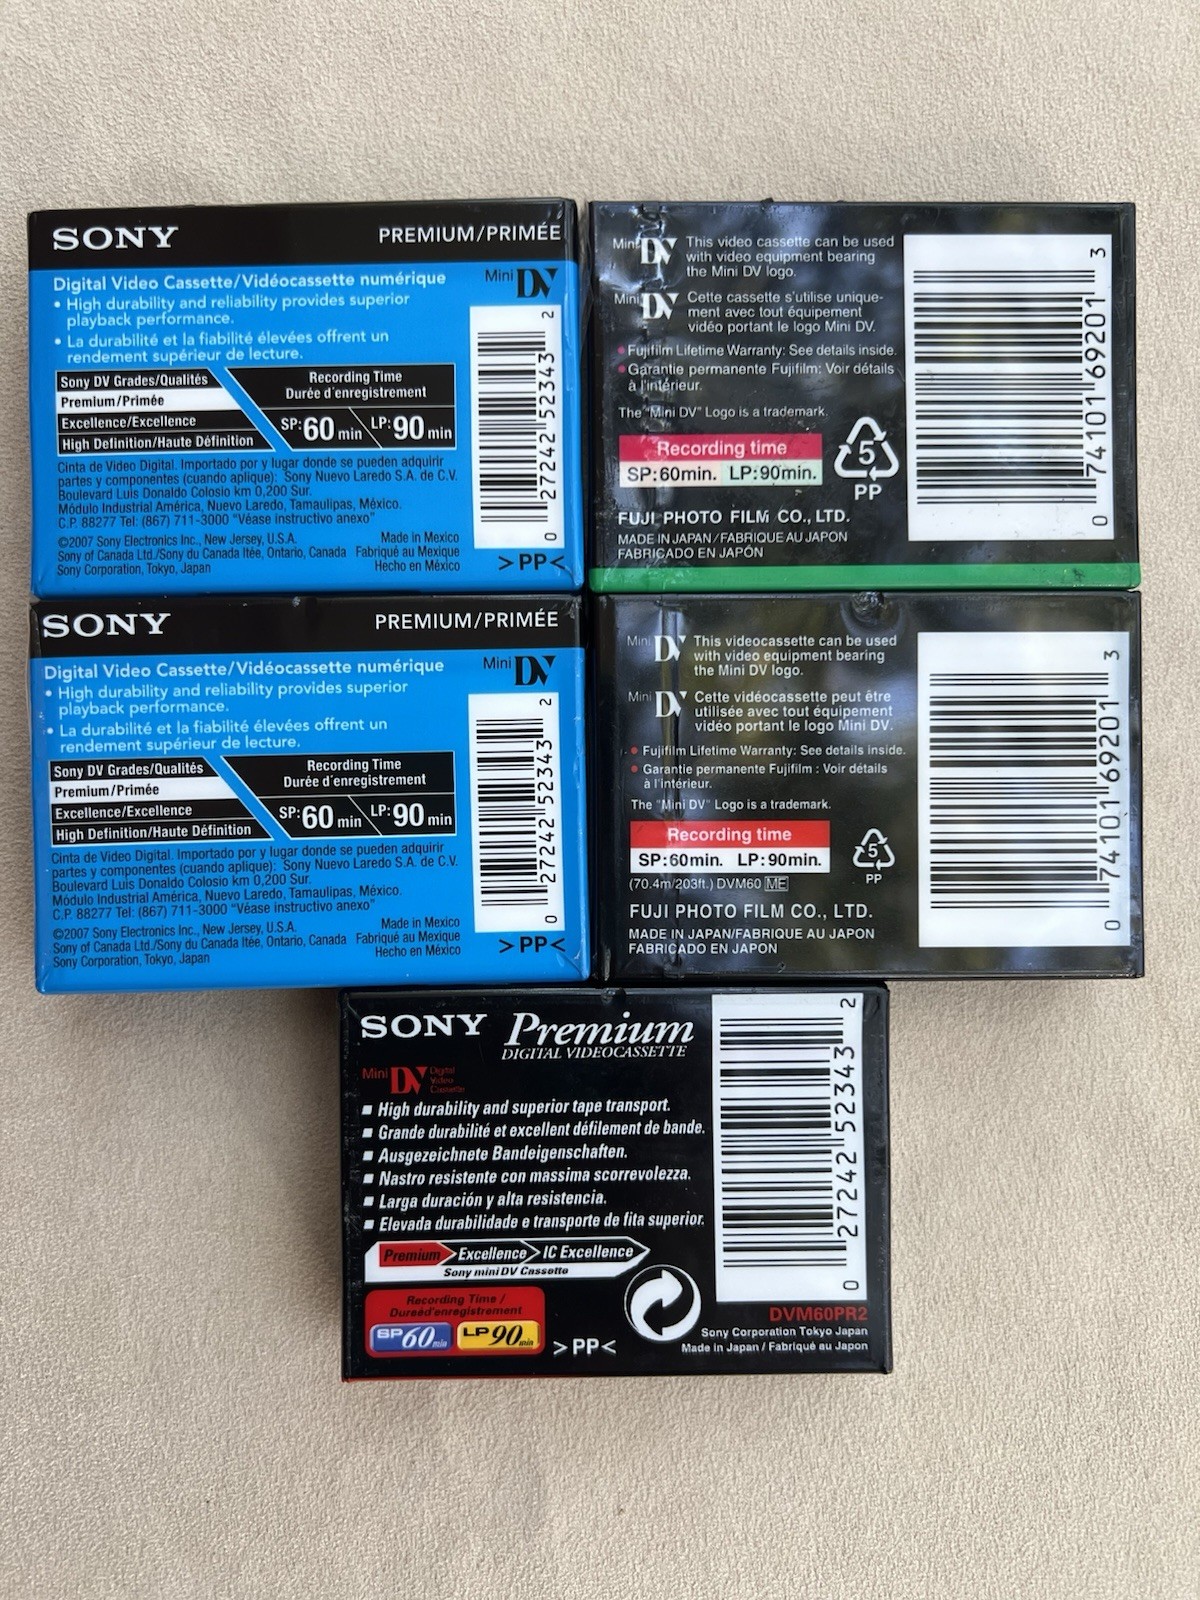 SONY
PREMIUM/PRIMÉE
Digital Video Cassette/Vidéocassette numérique
Mini DV
• High durability and reliability provides superior
playback performance.
• La durabilité et la fiabilité élevées offrent un
rendement supérieur de lecture.
Sony DV Grades/Qualités
Premium/Primée
Excellence/Excellence
High Definition/Haute Définition
Recording Time
Durée d'enregistrement
SP:60 min LP:90 min
Cinta de Video Digital. Importado por y lugar donde se pueden adquirir
partes y componentes (cuando aplique): Sony Nuevo Laredo S.A. de C.V.
Boulevard Luis Donaldo Colosio km 0,200 Sur.
Módulo Industrial América, Nuevo Laredo, Tamaulipas, México.
C.P. 88277 Tel: (867) 711-3000 "Véase instructivo anexo"
©2007 Sony Electronics Inc., New Jersey, U.S.A.
Sony of Canada Ltd./Sony du Canada ltée, Ontario, Canada
Sony Corporation, Tokyo, Japan
Made in Mexico
Fabriqué au Mexique
Hecho en México
0 27242 52343 2
>PP<
Mini DV This video cassette can be used
with video equipment bearing
the Mini DV logo.
Mini DV Cette cassette s'utilise unique-
ment avec tout équipement
vidéo portant le logo Mini DV.
• Fujifilm Lifetime Warranty: See details inside.
• Garantie permanente Fujifilm: Voir détails
à l'intérieur.
The "Mini DV" Logo is a trademark.
Recording time
SP:60min. LP:90min.
5
PP
FUJI PHOTO FILM CO., LTD.
MADE IN JAPAN/FABRIQUE AU JAPON
FABRICADO EN JAPÓN
0 74101 69201 3
SONY
PREMIUM/PRIMÉE
Digital Video Cassette/Vidéocassette numérique
Mini DV
• High durability and reliability provides superior
playback performance.
• La durabilité et la fiabilité élevées offrent un
rendement supérieur de lecture.
Sony DV Grades/Qualités
Premium/Primée
Excellence/Excellence
High Definition/Haute Définition
Recording Time
Durée d'enregistrement
SP:60 min LP:90 min
Cinta de Video Digital. Importado por y lugar donde se pueden adquirir
partes y componentes (cuando aplique): Sony Nuevo Laredo S.A. de C.V.
Boulevard Luis Donaldo Colosio km 0,200 Sur.
Módulo Industrial América, Nuevo Laredo, Tamaulipas, México.
C.P. 88277 Tel: (867) 711-3000 "Véase instructivo anexo"
©2007 Sony Electronics Inc., New Jersey, U.S.A.
Sony of Canada Ltd./Sony du Canada ltée, Ontario, Canada
Sony Corporation, Tokyo, Japan
Made in Mexico
Fabriqué au Mexique
Hecho en México
0 27242 52343 2
>PP<
Mini DV This videocassette can be used
with video equipment bearing
the Mini DV logo.
Mini DV Cette vidéocassette peut être
utilisée avec tout équipement
vidéo portant le logo Mini DV.
• Fujifilm Lifetime Warranty: See details inside.
• Garantie permanente Fujifilm : Voir détails
à l'intérieur.
The "Mini DV" Logo is a trademark.
Recording time
SP:60min. LP:90min.
(70.4m/203ft.) DVM60 ME
5
PP
FUJI PHOTO FILM CO., LTD.
MADE IN JAPAN/FABRIQUE AU JAPON
FABRICADO EN JAPON
0 74101 69201 3
SONY Premium
DIGITAL VIDEOCASSETTE
Mini DV Digital
Video
Cassette
■ High durability and superior tape transport.
■ Grande durabilité et excellent défilement de bande.
■ Ausgezeichnete Bandeigenschaften.
■ Nastro resistente con massima scorrevolezza.
■ Larga duración y alta resistencia.
■ Elevada durabilidade e transporte de fita superior.
Premium Excellence IC Excellence
Sony mini DV Cassette
Recording Time /
Dureéd'enregistrement
SP 60min LP 90min
>PP<
0 27242 52343 2
DVM60PR2
Sony Corporation Tokyo Japan
Made in Japan / Fabriqué au Japon